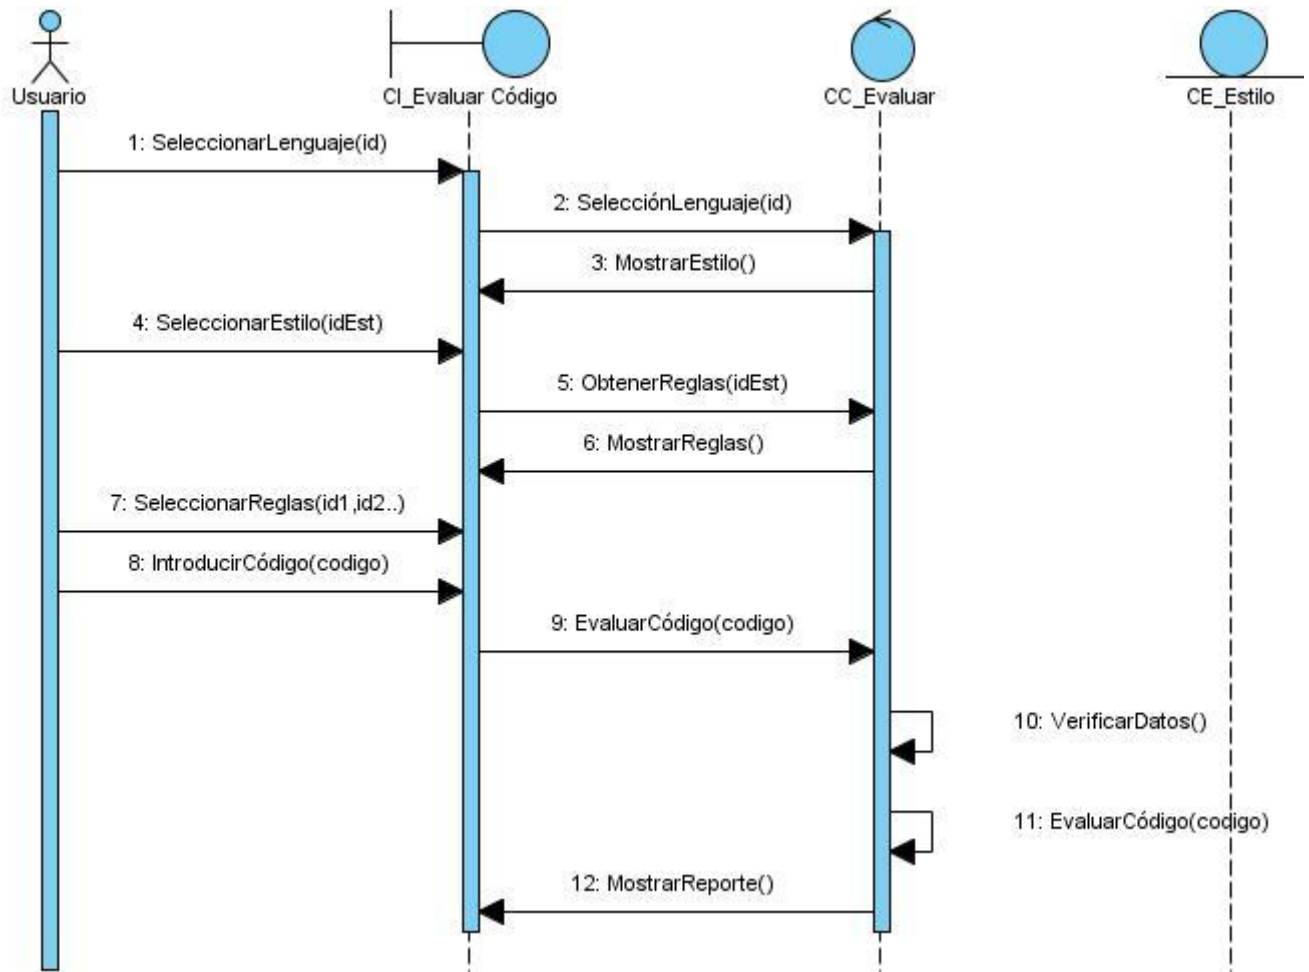 Usuario
CI_Evaluar Código
CC_Evaluar
CE_Estilo
1: SeleccionarLenguaje(id)
2: SelecciónLenguaje(id)
3: MostrarEstilo()
4: SeleccionarEstilo(idEst)
5: ObtenerReglas(idEst)
6: MostrarReglas()
7: SeleccionarReglas(id1,id2..)
8: IntroducirCódigo(codigo)
9: EvaluarCódigo(codigo)
10: VerificarDatos()
11: EvaluarCódigo(codigo)
12: MostrarReporte()